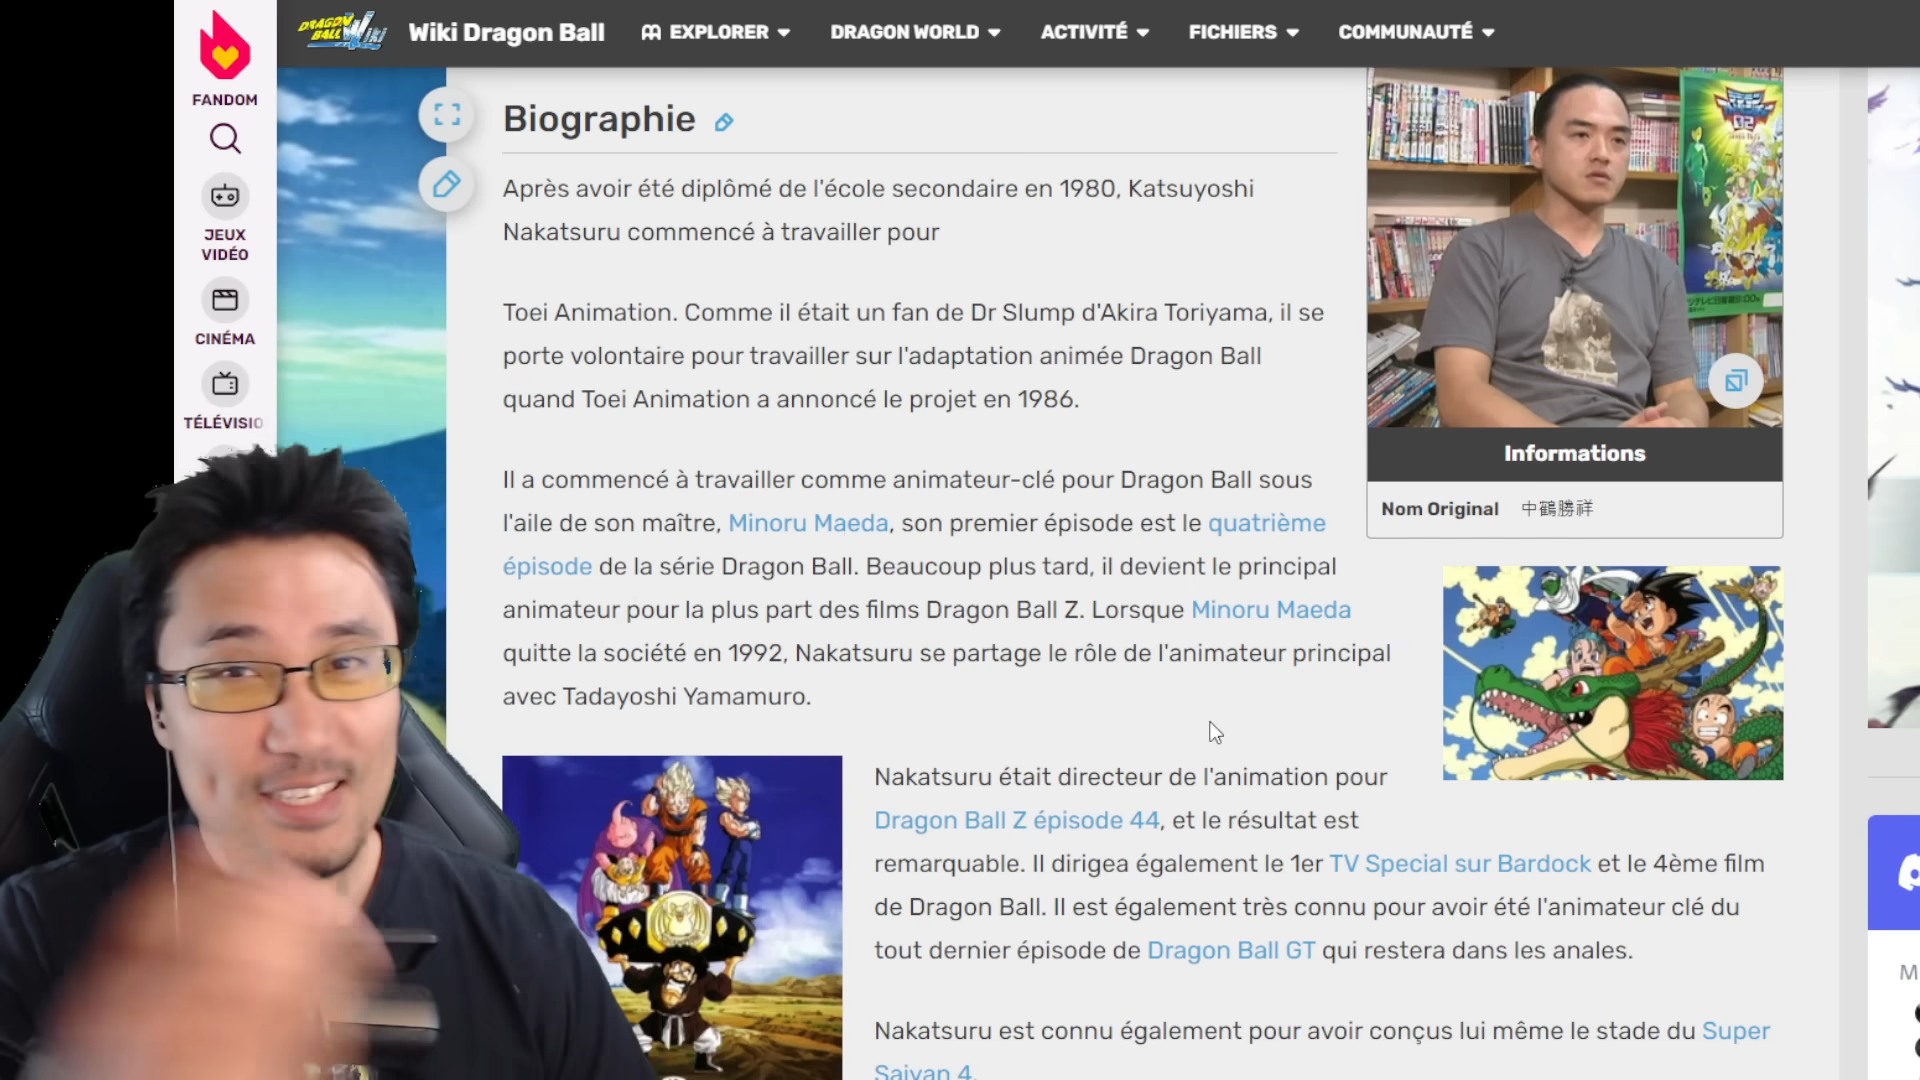 DRAGON BALL Wiki
Wiki Dragon Ball
EXPLORER
DRAGON WORLD
ACTIVITÉ
FICHIERS
COMMUNAUTÉ
FANDOM
JEUX
VIDÉO
CINÉMA
TÉLÉVISIO
Biographie
Après avoir été diplômé de l'école secondaire en 1980, Katsuyoshi
Nakatsuru commencé à travailler pour
Toei Animation. Comme il était un fan de Dr Slump d'Akira Toriyama, il se
porte volontaire pour travailler sur l'adaptation animée Dragon Ball
quand Toei Animation a annoncé le projet en 1986.
Il a commencé à travailler comme animateur-clé pour Dragon Ball sous
l'aile de son maître, Minoru Maeda, son premier épisode est le quatrième
épisode de la série Dragon Ball. Beaucoup plus tard, il devient le principal
animateur pour la plus part des films Dragon Ball Z. Lorsque Minoru Maeda
quitte la société en 1992, Nakatsuru se partage le rôle de l'animateur principal
avec Tadayoshi Yamamuro.
Nakatsuru était directeur de l'animation pour
Dragon Ball Z épisode 44, et le résultat est
remarquable. Il dirigea également le 1er TV Special sur Bardock et le 4ème film
de Dragon Ball. Il est également très connu pour avoir été l'animateur clé du
tout dernier épisode de Dragon Ball GT qui restera dans les anales.
Nakatsuru est connu également pour avoir conçus lui même le stade du Super
Saiyan 4.
02
Informations
Nom Original 中鶴勝祥
M